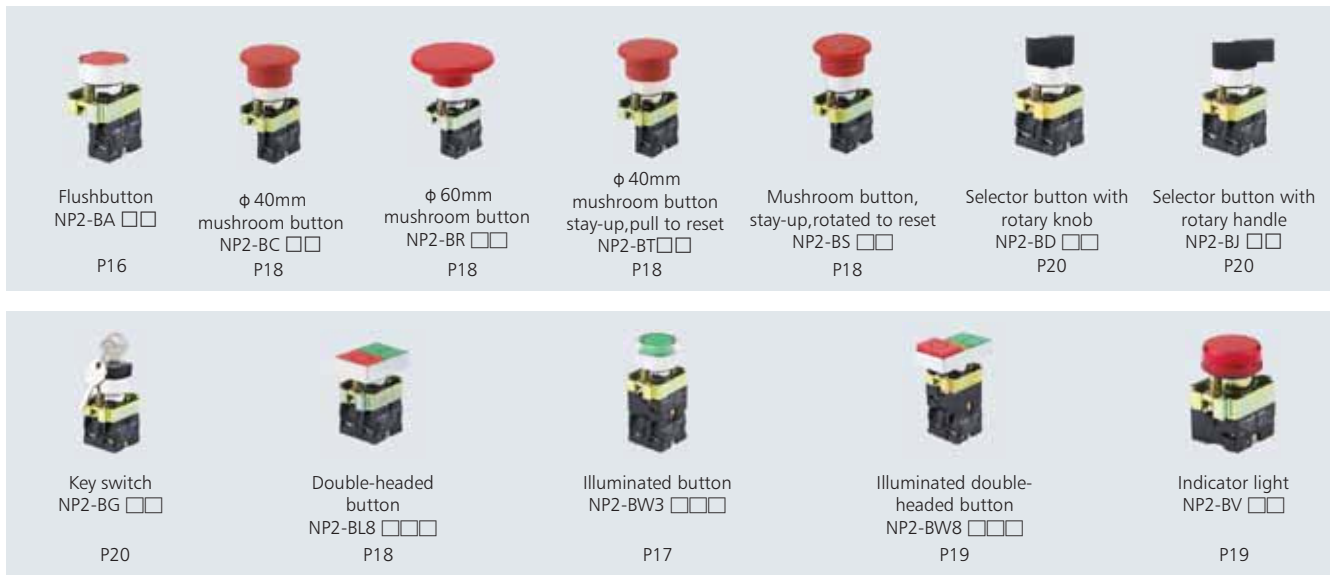 Flushbutton
NP2-BA □□
P16
φ 40mm
mushroom button
NP2-BC □□
P18
φ 60mm
mushroom button
NP2-BR □□
P18
φ 40mm
mushroom button
stay-up,pull to reset
NP2-BT□□
P18
Mushroom button,
stay-up,rotated to reset
NP2-BS □□
P18
Selector button with
rotary knob
NP2-BD □□
P20
Selector button with
rotary handle
NP2-BJ □□
P20
Key switch
NP2-BG □□
P20
Double-headed
button
NP2-BL8 □□□
P18
Illuminated button
NP2-BW3 □□□
P17
Illuminated double-
headed button
NP2-BW8 □□□
P19
Indicator light
NP2-BV □□
P19